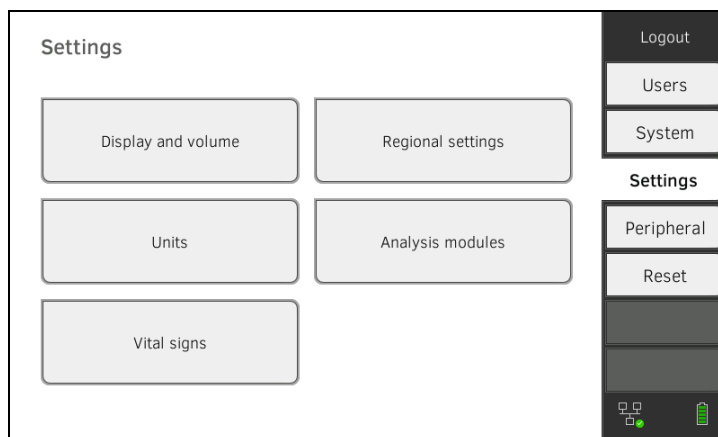 Settings
Display and volume
Regional settings
Units
Analysis modules
Vital signs
Logout
Users
System
Settings
Peripheral
Reset